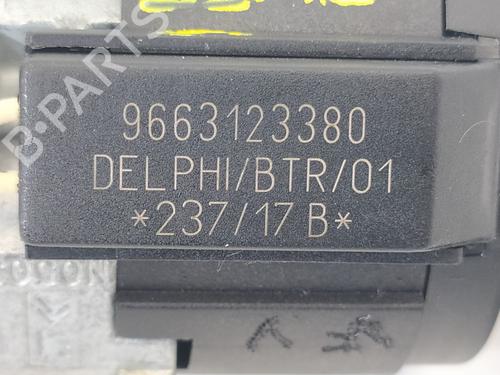 B-PARTS
9663123380
DELPHI/BTR/01
*237/17 B*